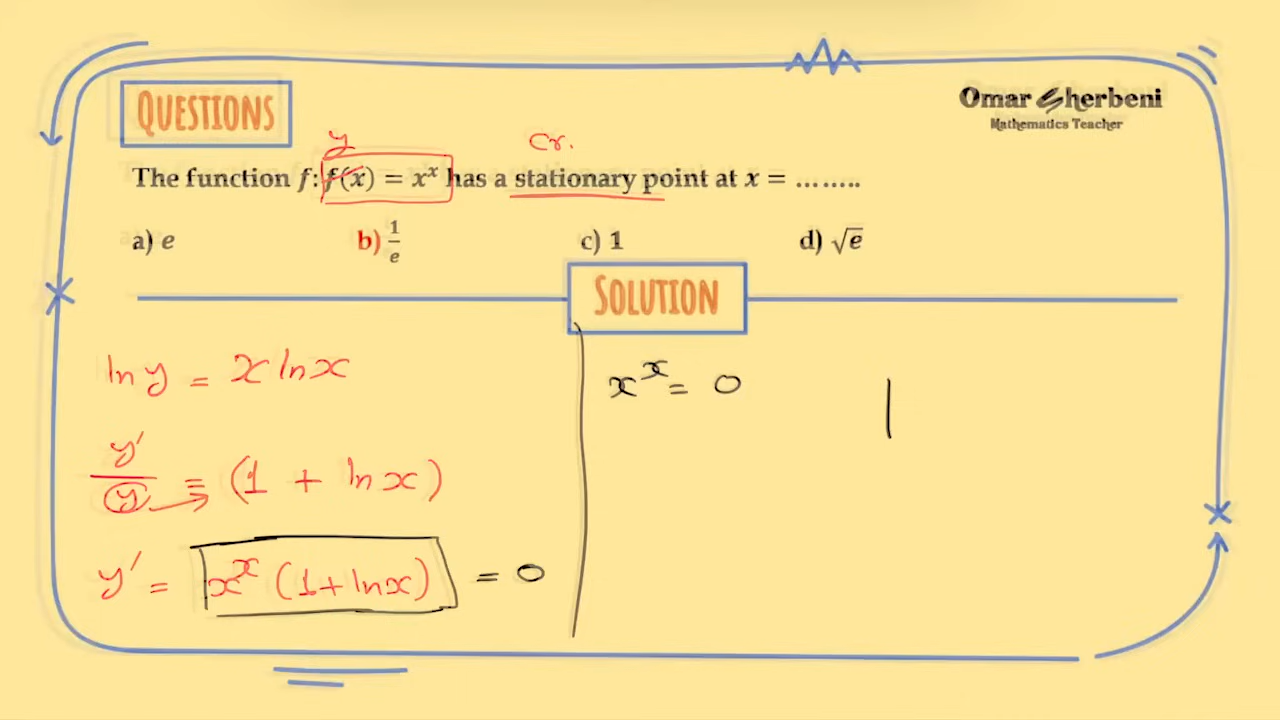 QUESTIONS
Omar Sherbeni
Mathematics Teacher
y
Cr.
The function f: f(x) = x^x has a stationary point at x = ........
a) e b) 1/e c) 1 d) √e
SOLUTION
ln y = x ln x
y'/y = (1 + ln x)
y' = x^x (1 + ln x) = 0
x^x = 0